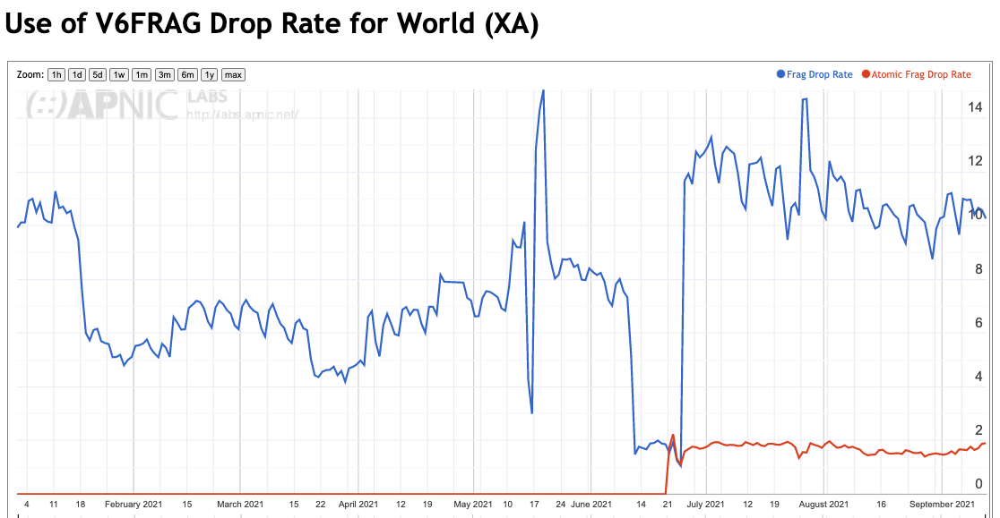 Use of V6FRAG Drop Rate for World (XA)
Zoom: 1h 1d 5d 1w 1m 3m 6m 1y max
Frag Drop Rate Atomic Frag Drop Rate
(::) APNIC LABS
http://labs.apnic.net/
14
12
10
8
6
4
2
0
4 11 18 February 2021 15 March 2021 15 22 April 2021 12 19 May 2021 10 17 24 June 2021 14 21 July 2021 12 19 August 2021 16 September 2021